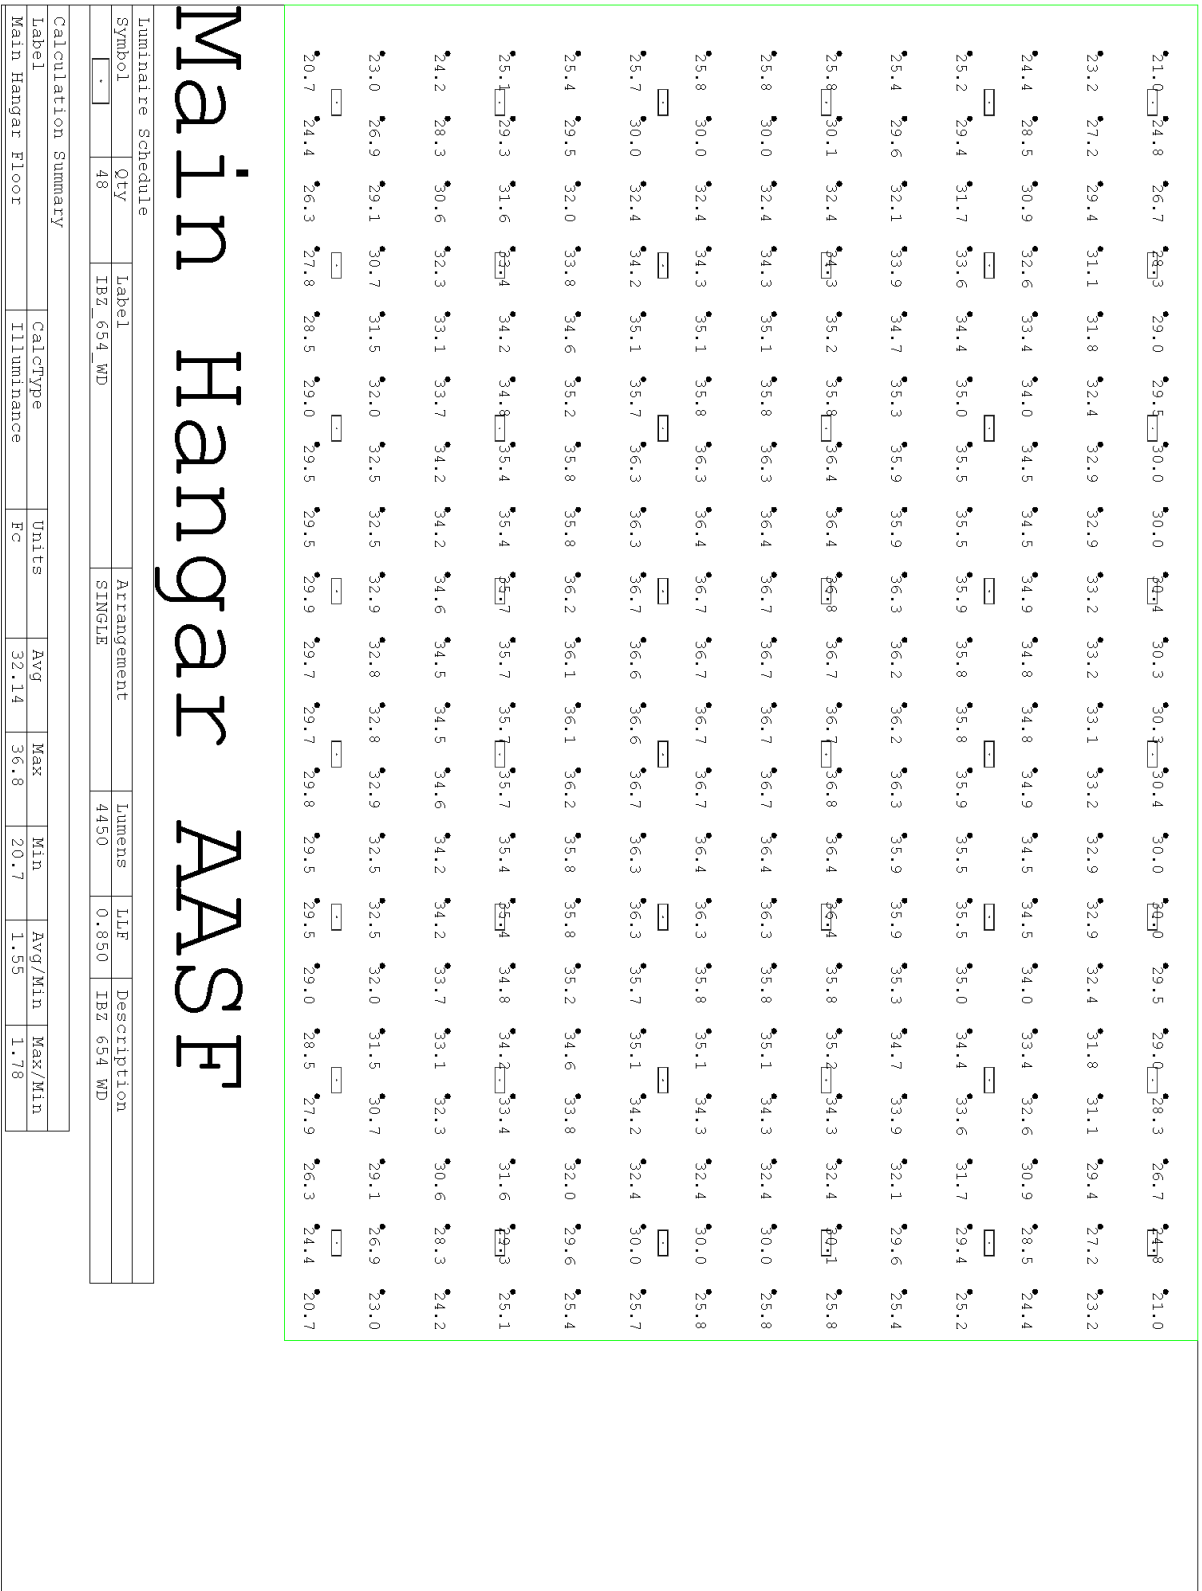 21.0 24.8 26.7 28.3 29.0 29.5 30.0 30.0 30.4 30.3 30.3 30.4 30.0 30.0 29.5 29.0 28.3 26.7 24.8 21.0
23.2 27.2 29.4 31.1 31.8 32.4 32.9 32.9 33.2 33.2 33.1 33.2 32.9 32.9 32.4 31.8 31.1 29.4 27.2 23.2
24.4 28.5 30.9 32.6 33.4 34.0 34.5 34.5 34.9 34.8 34.8 34.9 34.5 34.5 34.0 33.4 32.6 30.9 28.5 24.4
25.2 29.4 31.7 33.6 34.4 35.0 35.5 35.5 35.9 35.8 35.8 35.9 35.5 35.5 35.0 34.4 33.6 31.7 29.4 25.2
25.4 29.6 32.1 33.9 34.7 35.3 35.9 35.9 36.3 36.2 36.2 36.3 35.9 35.9 35.3 34.7 33.9 32.1 29.6 25.4
25.8 30.1 32.4 34.3 35.2 35.8 36.4 36.4 36.8 36.7 36.7 36.8 36.4 36.4 35.8 35.2 34.3 32.4 30.1 25.8
25.8 30.0 32.4 34.3 35.1 35.8 36.3 36.4 36.7 36.7 36.7 36.7 36.4 36.3 35.8 35.1 34.3 32.4 30.0 25.8
25.8 30.0 32.4 34.3 35.1 35.8 36.3 36.4 36.7 36.7 36.7 36.7 36.4 36.3 35.8 35.1 34.3 32.4 30.0 25.8
25.7 30.0 32.4 34.2 35.1 35.7 36.3 36.3 36.7 36.6 36.6 36.7 36.3 36.3 35.7 35.1 34.2 32.4 30.0 25.7
25.4 29.5 32.0 33.8 34.6 35.2 35.8 35.8 36.2 36.1 36.1 36.2 35.8 35.8 35.2 34.6 33.8 32.0 29.6 25.4
25.1 29.3 31.6 33.4 34.2 34.8 35.4 35.4 35.7 35.7 35.7 35.7 35.4 35.4 34.8 34.2 33.4 31.6 29.3 25.1
24.2 28.3 30.6 32.3 33.1 33.7 34.2 34.2 34.6 34.5 34.5 34.6 34.2 34.2 33.7 33.1 32.3 30.6 28.3 24.2
23.0 26.9 29.1 30.7 31.5 32.0 32.5 32.5 32.9 32.8 32.8 32.9 32.5 32.5 32.0 31.5 30.7 29.1 26.9 23.0
20.7 24.4 26.3 27.8 28.5 29.0 29.5 29.5 29.9 29.7 29.7 29.8 29.5 29.5 29.0 28.5 27.9 26.3 24.4 20.7
Main Hangar AASF
Luminaire Schedule
Symbol Qty Label Arrangement Lumens LLF Description
48 IBZ_654_WD SINGLE 4450 0.850 IBZ 654 WD
Calculation Summary
Label CalcType Units Avg Max Min Avg/Min Max/Min
Main Hangar Floor Illuminance Fc 32.14 36.8 20.7 1.55 1.78